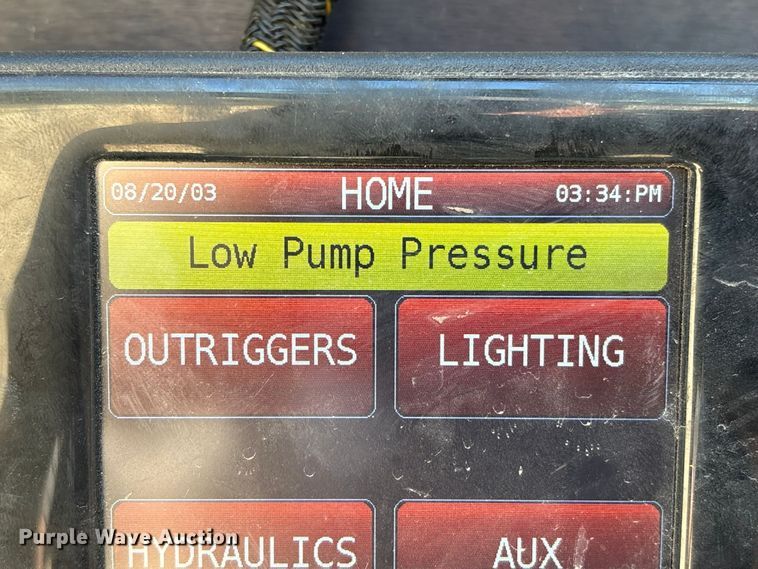 08/20/03 HOME 03:34:PM
Low Pump Pressure
OUTRIGGERS LIGHTING
HYDRAULICS AUX
Purple Wave Auction